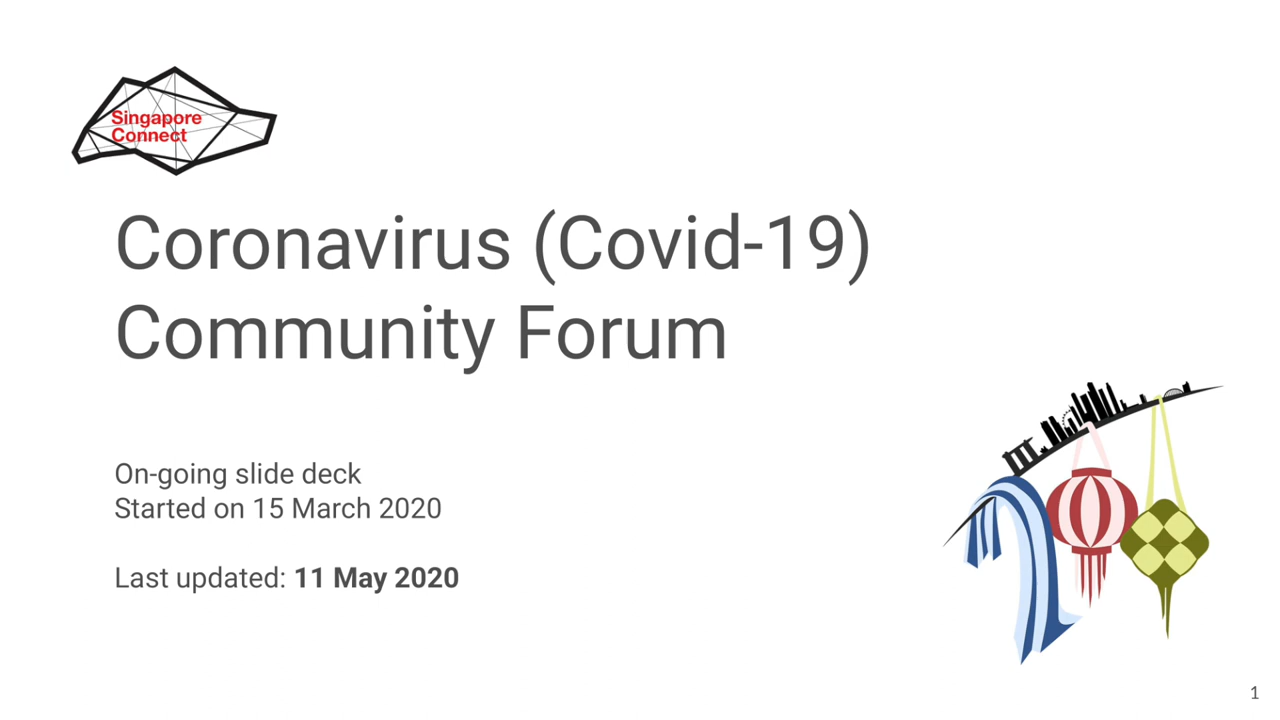 Singapore
Connect
Coronavirus (Covid-19)
Community Forum
On-going slide deck
Started on 15 March 2020
Last updated: 11 May 2020
1